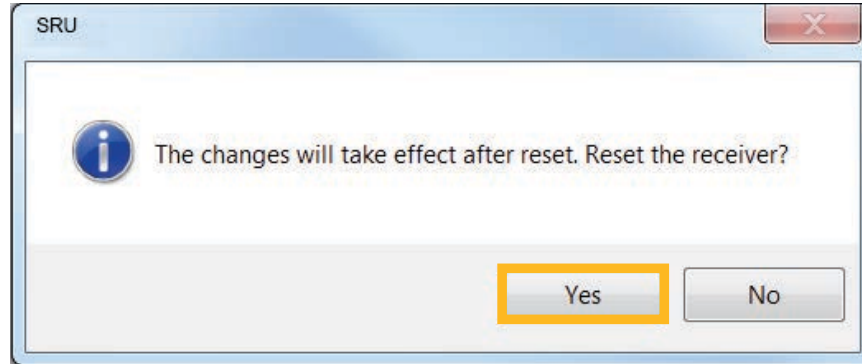 SRU
The changes will take effect after reset. Reset the receiver?
Yes
No